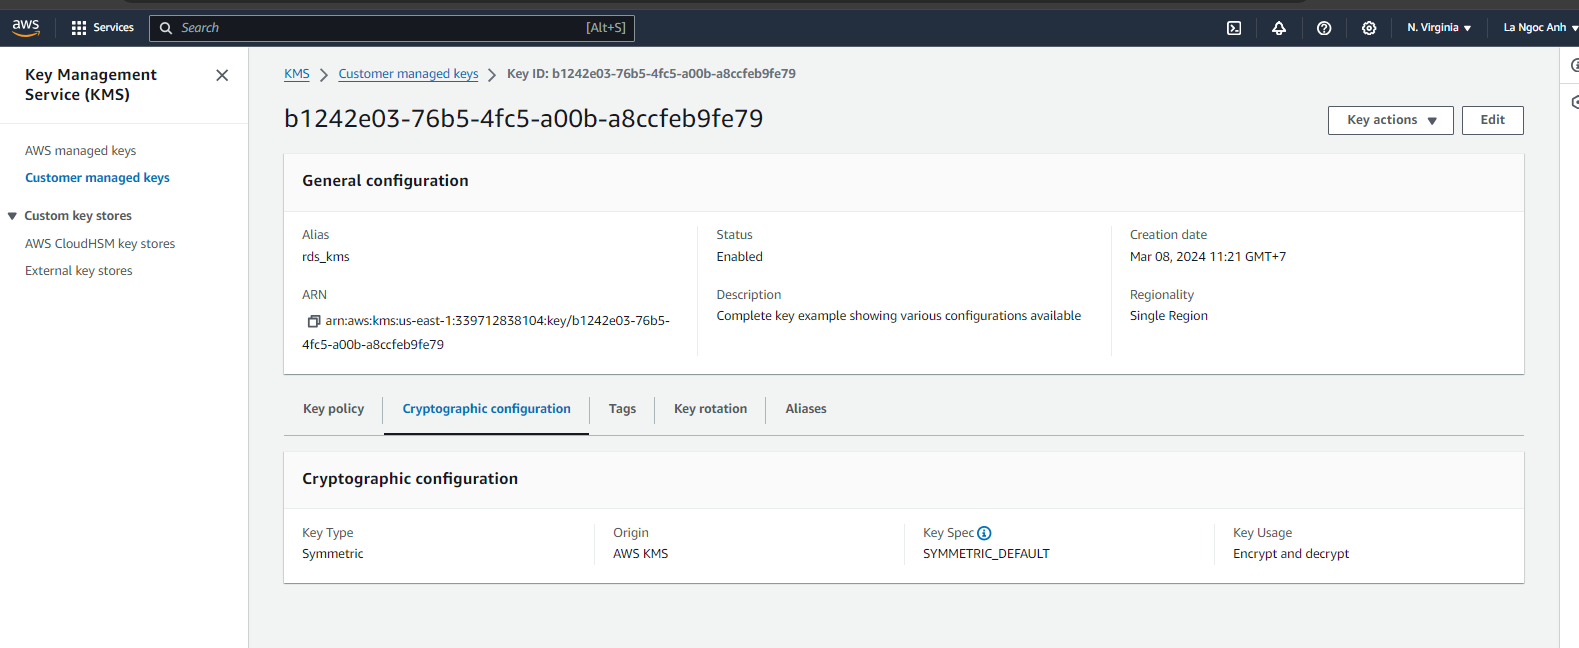 aws
Services
Search
[Alt+S]
N. Virginia
La Ngoc Anh
Key Management
Service (KMS)
AWS managed keys
Customer managed keys
Custom key stores
AWS CloudHSM key stores
External key stores
KMS
Customer managed keys
Key ID: b1242e03-76b5-4fc5-a00b-a8ccfeb9fe79
b1242e03-76b5-4fc5-a00b-a8ccfeb9fe79
Key actions
Edit
General configuration
Alias
rds_kms
ARN
arn:aws:kms:us-east-1:339712838104:key/b1242e03-76b5-
4fc5-a00b-a8ccfeb9fe79
Status
Enabled
Description
Complete key example showing various configurations available
Creation date
Mar 08, 2024 11:21 GMT+7
Regionality
Single Region
Key policy
Cryptographic configuration
Tags
Key rotation
Aliases
Cryptographic configuration
Key Type
Symmetric
Origin
AWS KMS
Key Spec
SYMMETRIC_DEFAULT
Key Usage
Encrypt and decrypt